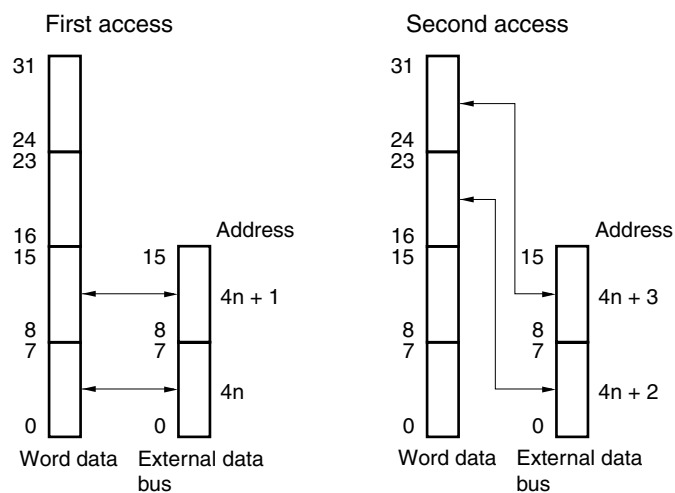 First access
31
24
23
16
15
8
7
0
Word data
Address
15
4n + 1
8
7
4n
0
External data
bus
Second access
31
24
23
16
15
8
7
0
Word data
Address
15
4n + 3
8
7
4n + 2
0
External data
bus